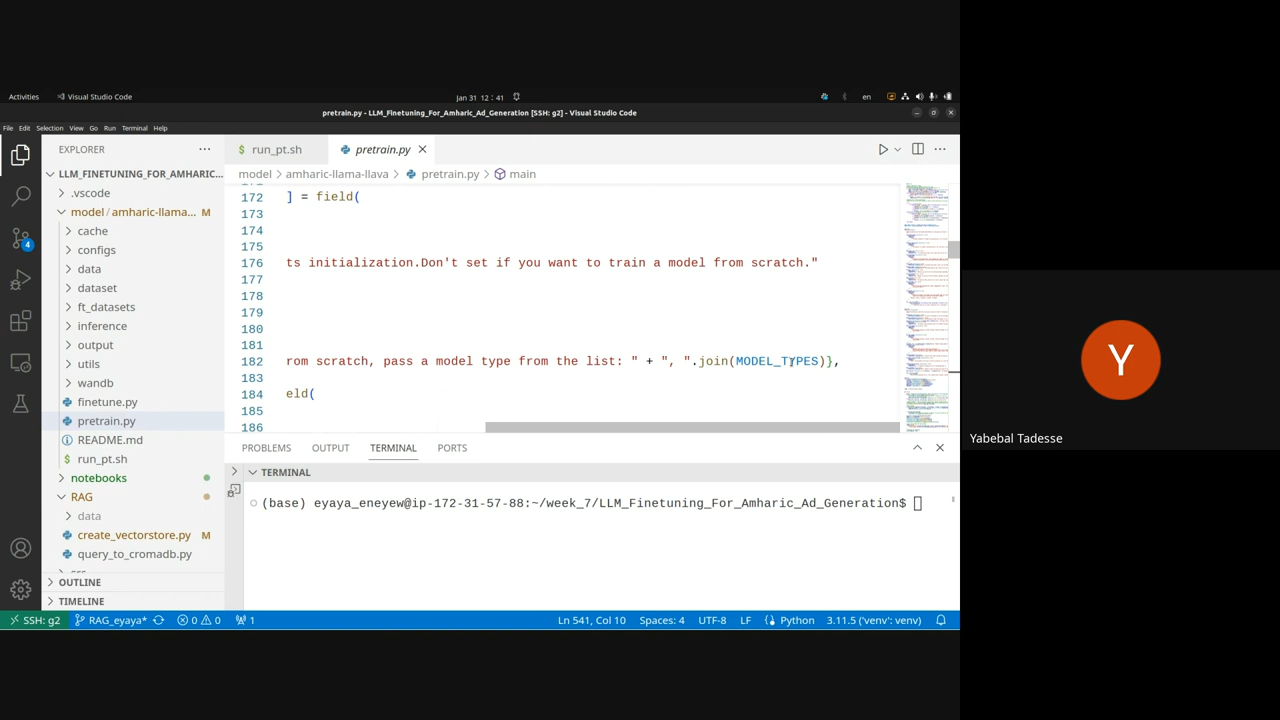 Activities
Visual Studio Code
Jan 31 12:41
en
pretrain.py - LLM_Finetuning_For_Amharic_Ad_Generation [SSH: g2] - Visual Studio Code
File Edit Selection View Go Run Terminal Help
EXPLORER
run_pt.sh
pretrain.py
LLM_FINETUNING_FOR_AMHARIC...
model > amharic-llama-llava > pretrain.py > main
.vscode
model / amharic-llama... M
cache
configs
data
dataset
f_datasets
inference
output
utils
wandb
finetune.py
pretrain.py
README.md
run_pt.sh
notebooks
RAG
data
create_vectorstore.py M
query_to_cromadb.py
OUTLINE
TIMELINE
172 ] = field(
173
174
175
176 ts initialization.Don't set if you want to train a model from scratch."
177
178
179
180
181
182 rom scratch, pass a model type from the list: " + ", ".join(MODEL_TYPES)},
183
184 eld(
185
186
PROBLEMS OUTPUT TERMINAL PORTS
TERMINAL
(base) eyaya_eneyew@ip-172-31-57-88:~/week_7/LLM_Finetuning_For_Amharic_Ad_Generation$
SSH: g2 RAG_eyaya* 0 0 1 Ln 541, Col 10 Spaces: 4 UTF-8 LF Python 3.11.5 ('venv': venv)
4
Y
Yabebal Tadesse